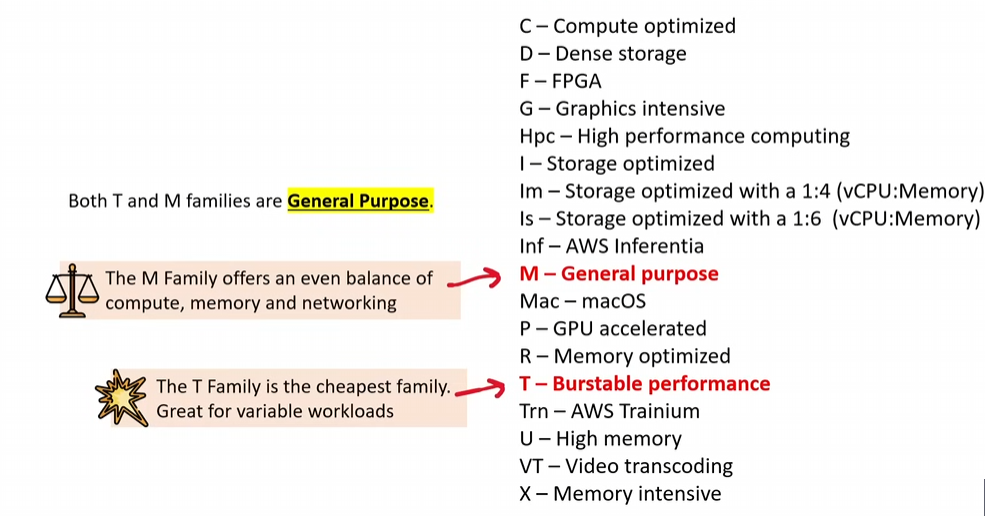 Both T and M families are General Purpose.
The M Family offers an even balance of
compute, memory and networking
The T Family is the cheapest family.
Great for variable workloads
C – Compute optimized
D – Dense storage
F – FPGA
G – Graphics intensive
Hpc – High performance computing
I – Storage optimized
Im – Storage optimized with a 1:4 (vCPU:Memory)
Is – Storage optimized with a 1:6 (vCPU:Memory)
Inf – AWS Inferentia
M – General purpose
Mac – macOS
P – GPU accelerated
R – Memory optimized
T – Burstable performance
Trn – AWS Trainium
U – High memory
VT – Video transcoding
X – Memory intensive